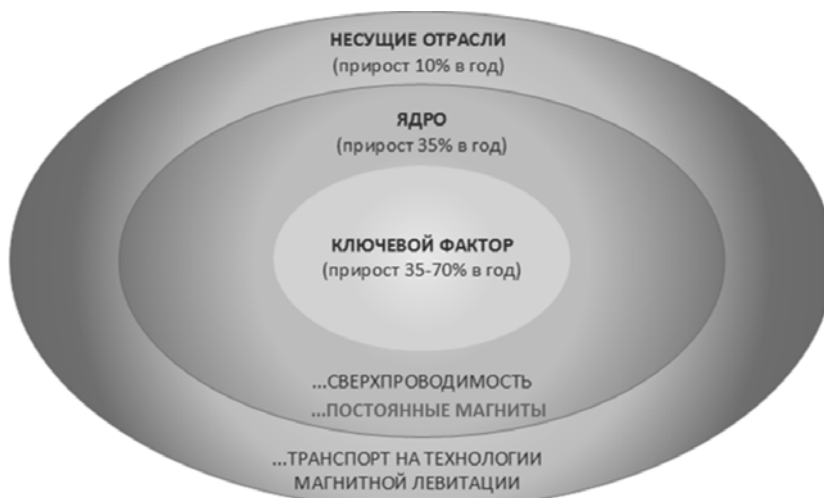 НЕСУЩИЕ ОТРАСЛИ
(прирост 10% в год)
ЯДРО
(прирост 35% в год)
КЛЮЧЕВОЙ ФАКТОР
(прирост 35-70% в год)
...СВЕРХПРОВОДИМОСТЬ
...ПОСТОЯННЫЕ МАГНИТЫ
...ТРАНСПОРТ НА ТЕХНОЛОГИИ
МАГНИТНОЙ ЛЕВИТАЦИИ